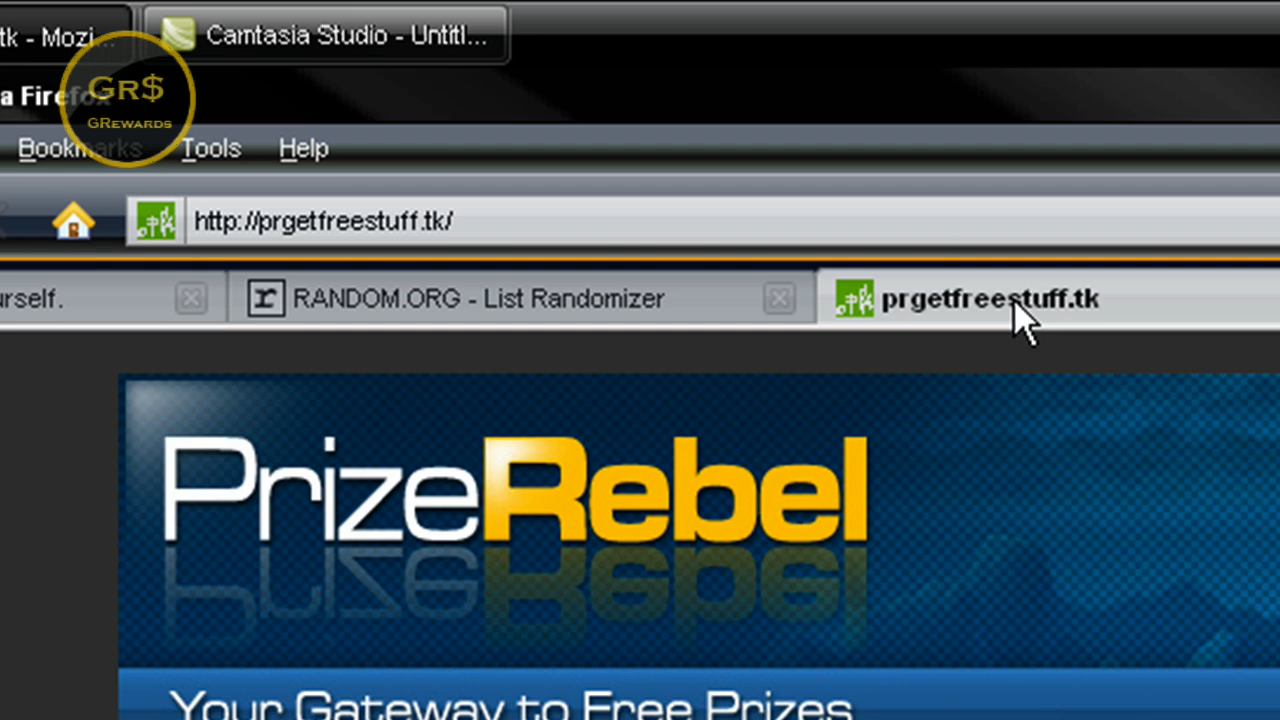 tk - Mozi...
Camtasia Studio - Untitl...
GR$
GRewards
a Firefox
Bookmarks Tools Help
http://prgetfreestuff.tk/
urself.
RANDOM.ORG - List Randomizer
prgetfreestuff.tk
PrizeRebel
Your Gateway to Free Prizes